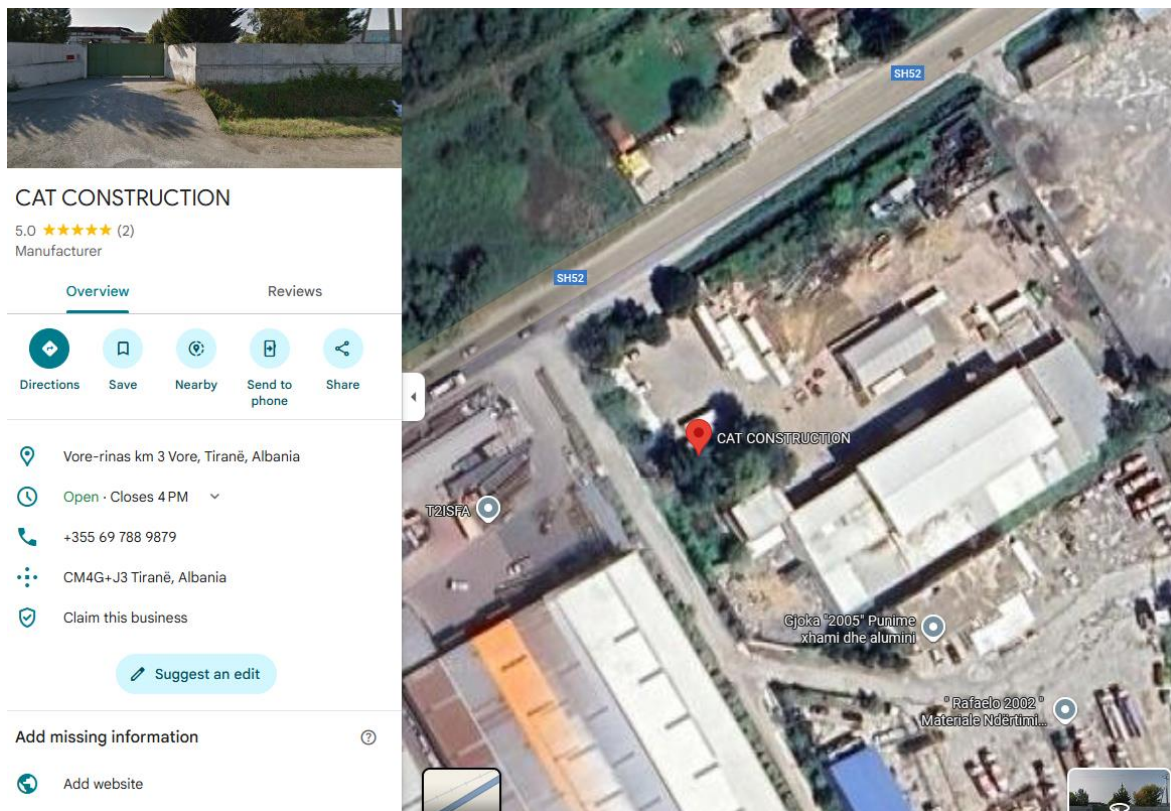 CAT CONSTRUCTION
5.0 (2)
Manufacturer
Overview Reviews
Directions Save Nearby Send to phone Share
Vore-rinas km 3 Vore, Tiranë, Albania
Open · Closes 4 PM
+355 69 788 9879
CM4G+J3 Tiranë, Albania
Claim this business
Suggest an edit
Add missing information
Add website
SH52
SH52
CAT CONSTRUCTION
T2ISFA
Gjoka "2005" Punime
xhami dhe alumini
" Rafaelo 2002 "
Materiale Ndërtimi...